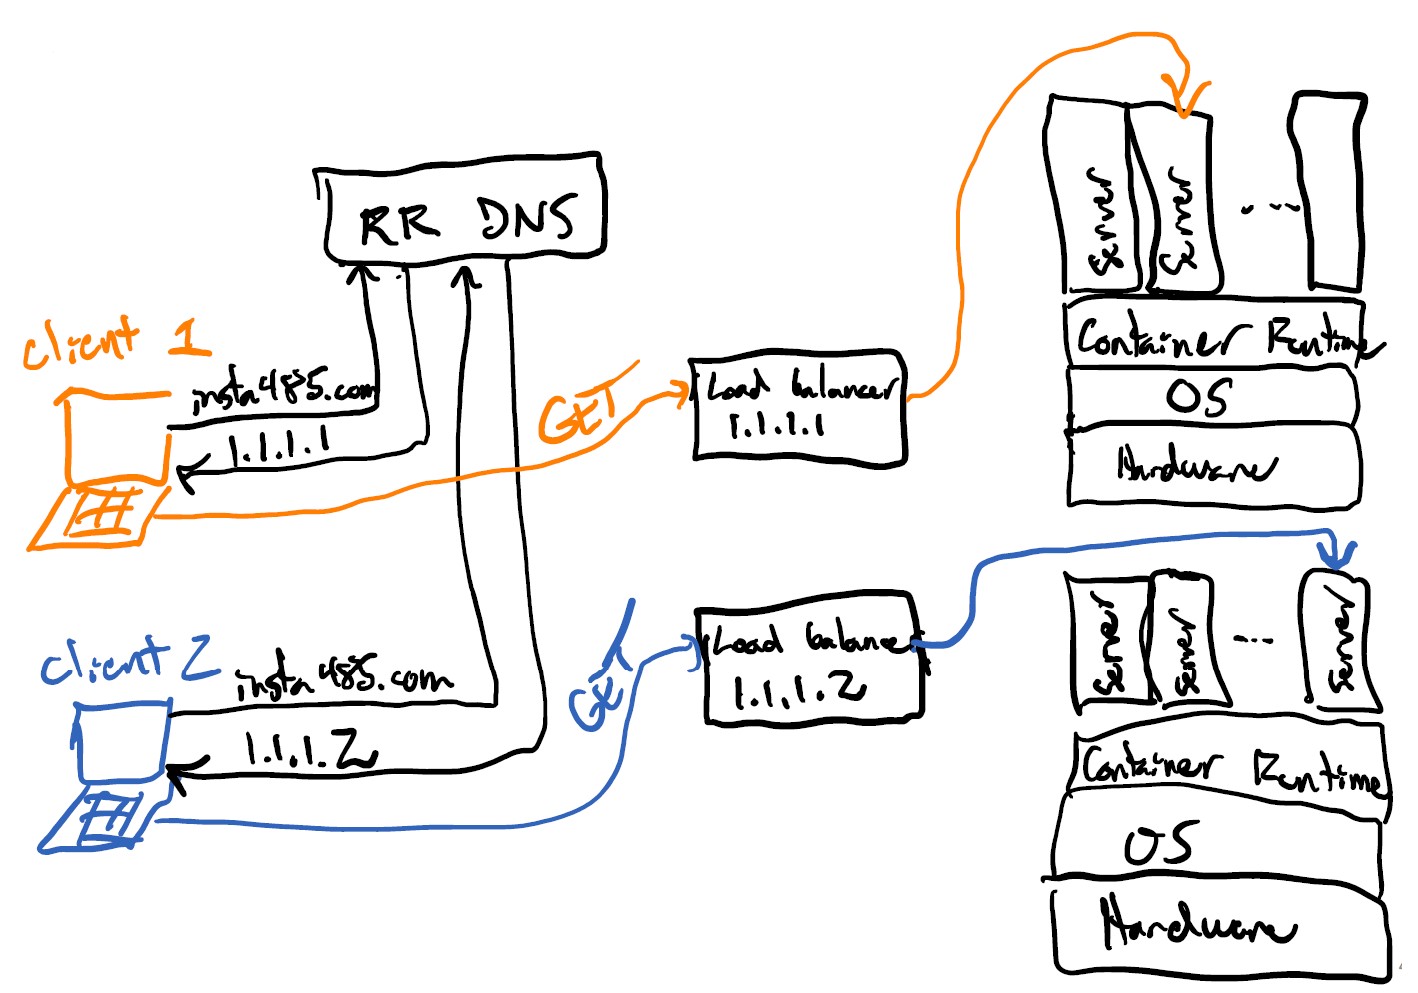 RR DNS
client 1
insta485.com
1.1.1.1
GET
Load balancer
1.1.1.1
Server
Server
...
Container Runtime
OS
Hardware
client 2
insta485.com
1.1.1.2
GET
Load balance
1.1.1.2
Server
Server
...
Server
Container Runtime
OS
Hardware